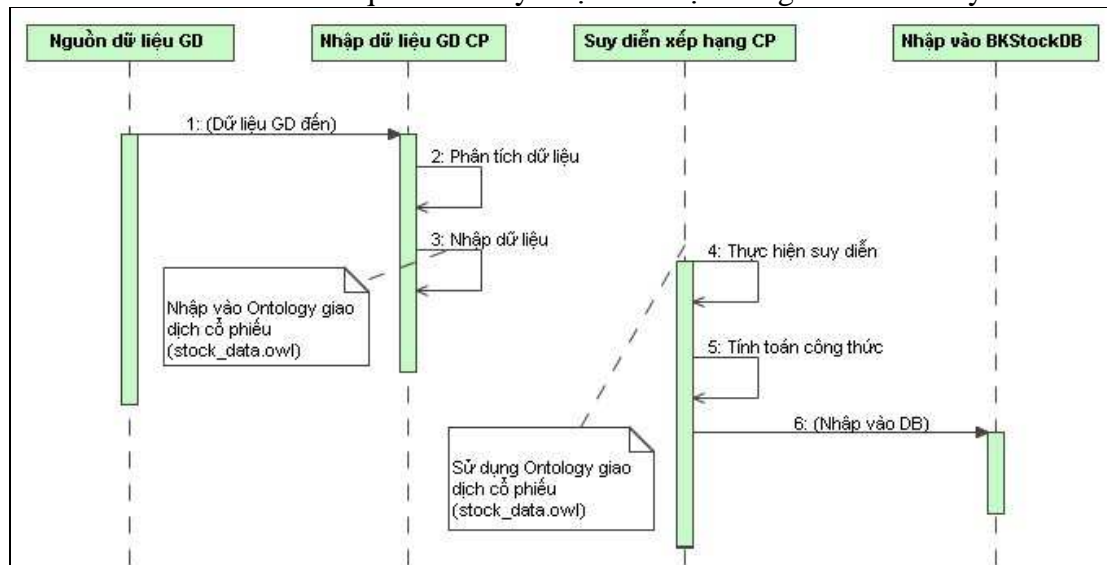 Nguồn dữ liệu GD
Nhập dữ liệu GD CP
Suy diễn xếp hạng CP
Nhập vào BKStockDB
1: (Dữ liệu GD đến)
2: Phân tích dữ liệu
3: Nhập dữ liệu
4: Thực hiện suy diễn
Nhập vào Ontology giao
dịch cổ phiếu
(stock_data.owl)
5: Tính toán công thức
6: (Nhập vào DB)
Sử dụng Ontology giao
dịch cổ phiếu
(stock_data.owl)